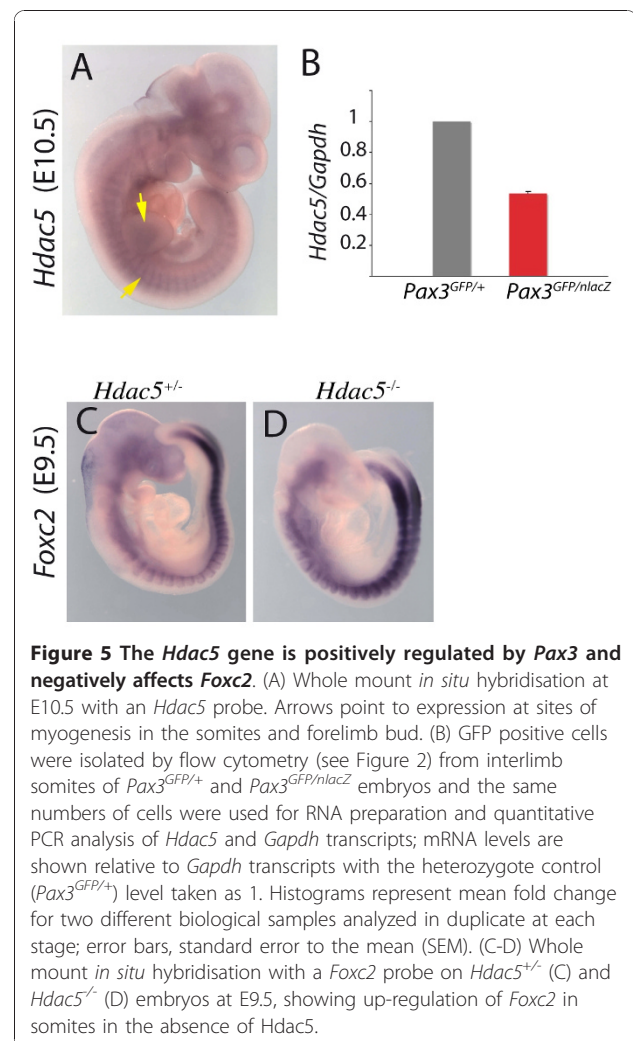 A
B
Hdac5 (E10.5)
Hdac5/Gapdh
1
0.8
0.6
0.4
0.2
Pax3GFP/+ Pax3GFP/nlacZ
Hdac5+/- Hdac5-/-
C D
Foxc2 (E9.5)
Figure 5 The Hdac5 gene is positively regulated by Pax3 and
negatively affects Foxc2. (A) Whole mount in situ hybridisation at
E10.5 with an Hdac5 probe. Arrows point to expression at sites of
myogenesis in the somites and forelimb bud. (B) GFP positive cells
were isolated by flow cytometry (see Figure 2) from interlimb
somites of Pax3GFP/+ and Pax3GFP/nlacZ embryos and the same
numbers of cells were used for RNA preparation and quantitative
PCR analysis of Hdac5 and Gapdh transcripts; mRNA levels are
shown relative to Gapdh transcripts with the heterozygote control
(Pax3GFP/+) level taken as 1. Histograms represent mean fold change
for two different biological samples analyzed in duplicate at each
stage; error bars, standard error to the mean (SEM). (C-D) Whole
mount in situ hybridisation with a Foxc2 probe on Hdac5+/- (C) and
Hdac5-/- (D) embryos at E9.5, showing up-regulation of Foxc2 in
somites in the absence of Hdac5.